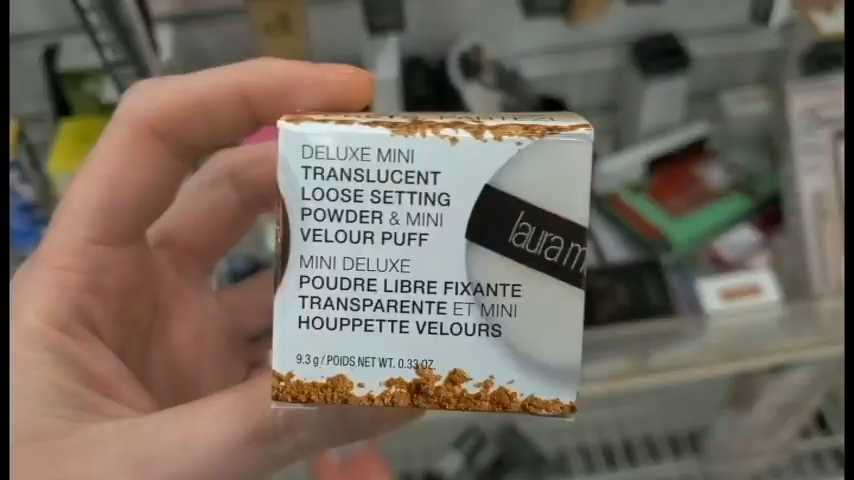 DELUXE MINI
TRANSLUCENT
LOOSE SETTING
POWDER & MINI
VELOUR PUFF
MINI DELUXE
POUDRE LIBRE FIXANTE
TRANSPARENTE ET MINI
HOUPPETTE VELOURS
9.3 g / POIDS NET WT. 0.33 OZ.
laura m